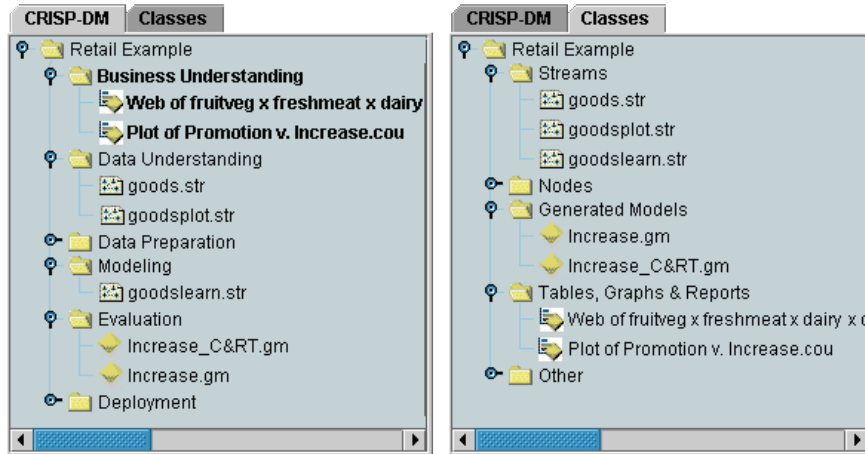 CRISP-DM Classes
Retail Example
Business Understanding
Web of fruitveg x freshmeat x dairy
Plot of Promotion v. Increase.cou
Data Understanding
goods.str
goodsplot.str
Data Preparation
Modeling
goodslearn.str
Evaluation
Increase_C&RT.gm
Increase.gm
Deployment
CRISP-DM Classes
Retail Example
Streams
goods.str
goodsplot.str
goodslearn.str
Nodes
Generated Models
Increase.gm
Increase_C&RT.gm
Tables, Graphs & Reports
Web of fruitveg x freshmeat x dairy x
Plot of Promotion v. Increase.cou
Other